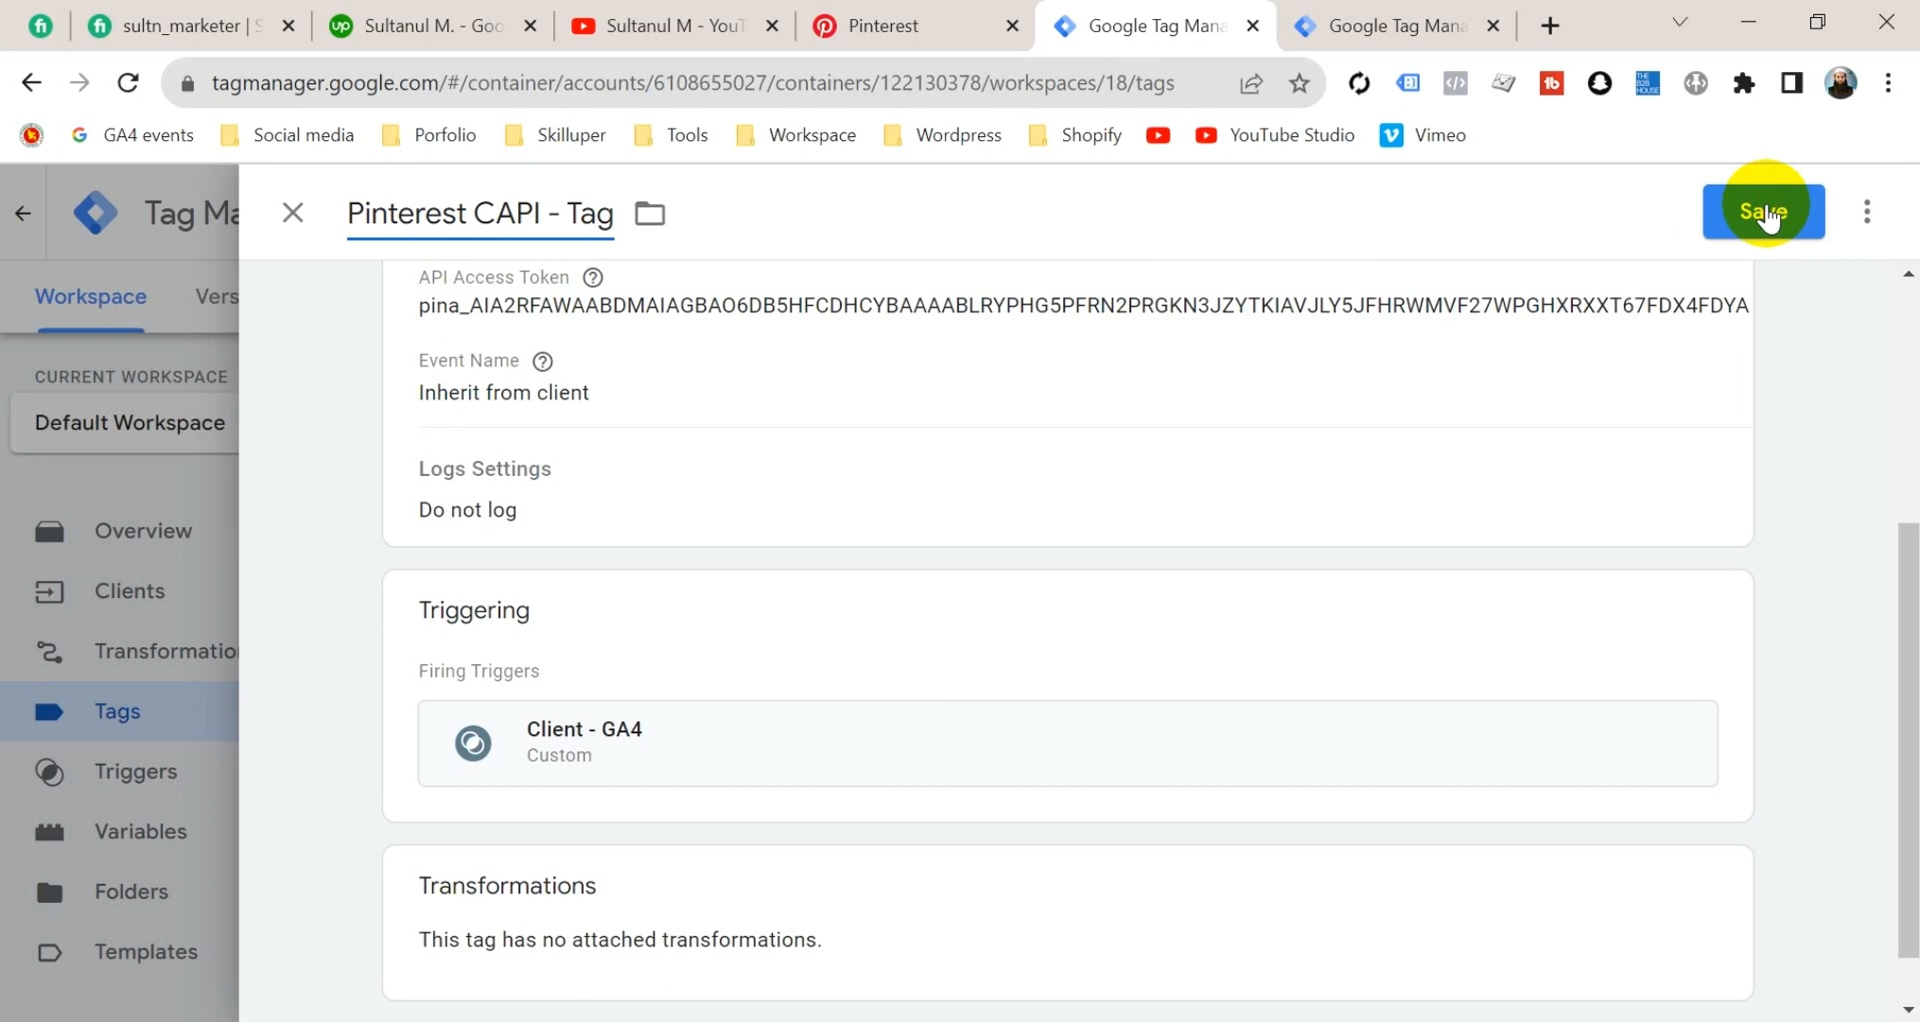 sultn_marketer |
Sultanul M. - Goo
Sultanul M - YouT
Pinterest
Google Tag Mana
Google Tag Mana
tagmanager.google.com/#/container/accounts/6108655027/containers/122130378/workspaces/18/tags
GA4 events
Social media
Porfolio
Skilluper
Tools
Workspace
Wordpress
Shopify
YouTube Studio
Vimeo
Tag Ma
Pinterest CAPI - Tag
Save
Workspace
Vers
CURRENT WORKSPACE
Default Workspace
Overview
Clients
Transformatio
Tags
Triggers
Variables
Folders
Templates
API Access Token
pina_AIA2RFAWAABDMAIAGBAO6DB5HFCDHCYBAAAABLRYPHG5PFRN2PRGKN3JZYTKIAVJLY5JFHRWMVF27WPGHXRXXT67FDX4FDYA
Event Name
Inherit from client
Logs Settings
Do not log
Triggering
Firing Triggers
Client - GA4
Custom
Transformations
This tag has no attached transformations.